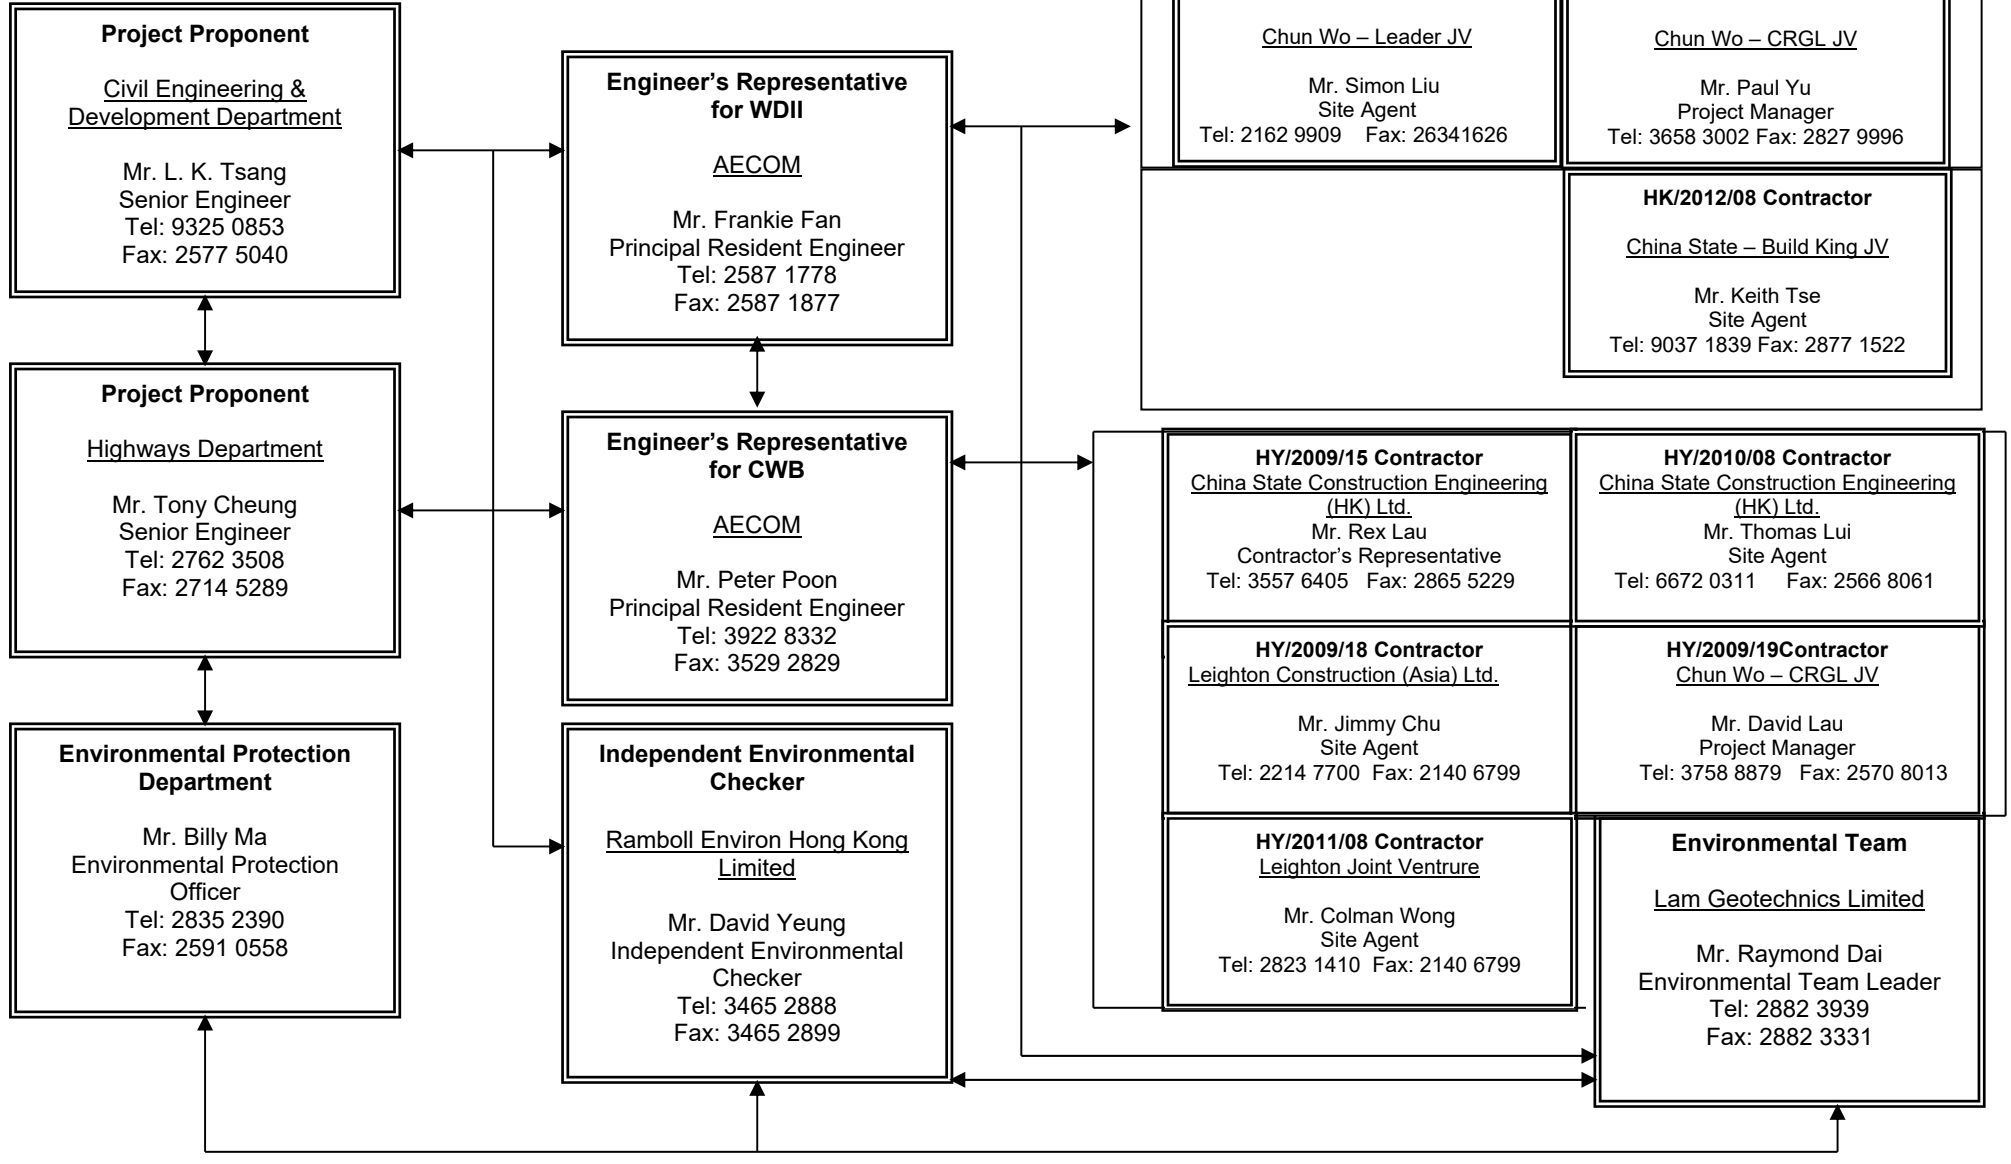 Project Proponent
Civil Engineering &
Development Department
Mr. L. K. Tsang
Senior Engineer
Tel: 9325 0853
Fax: 2577 5040
Engineer's Representative
for WDII
AECOM
Mr. Frankie Fan
Principal Resident Engineer
Tel: 2587 1778
Fax: 2587 1877
Chun Wo – Leader JV
Mr. Simon Liu
Site Agent
Tel: 2162 9909    Fax: 26341626
Chun Wo – CRGL JV
Mr. Paul Yu
Project Manager
Tel: 3658 3002 Fax: 2827 9996
HK/2012/08 Contractor
China State – Build King JV
Mr. Keith Tse
Site Agent
Tel: 9037 1839 Fax: 2877 1522
Project Proponent
Highways Department
Mr. Tony Cheung
Senior Engineer
Tel: 2762 3508
Fax: 2714 5289
Engineer's Representative
for CWB
AECOM
Mr. Peter Poon
Principal Resident Engineer
Tel: 3922 8332
Fax: 3529 2829
HY/2009/15 Contractor
China State Construction Engineering
(HK) Ltd.
Mr. Rex Lau
Contractor's Representative
Tel: 3557 6405   Fax: 2865 5229
HY/2010/08 Contractor
China State Construction Engineering
(HK) Ltd.
Mr. Thomas Lui
Site Agent
Tel: 6672 0311     Fax: 2566 8061
HY/2009/18 Contractor
Leighton Construction (Asia) Ltd.
Mr. Jimmy Chu
Site Agent
Tel: 2214 7700  Fax: 2140 6799
HY/2009/19Contractor
Chun Wo – CRGL JV
Mr. David Lau
Project Manager
Tel: 3758 8879   Fax: 2570 8013
Environmental Protection
Department
Mr. Billy Ma
Environmental Protection
Officer
Tel: 2835 2390
Fax: 2591 0558
Independent Environmental
Checker
Ramboll Environ Hong Kong
Limited
Mr. David Yeung
Independent Environmental
Checker
Tel: 3465 2888
Fax: 3465 2899
HY/2011/08 Contractor
Leighton Joint Ventrure
Mr. Colman Wong
Site Agent
Tel: 2823 1410  Fax: 2140 6799
Environmental Team
Lam Geotechnics Limited
Mr. Raymond Dai
Environmental Team Leader
Tel: 2882 3939
Fax: 2882 3331